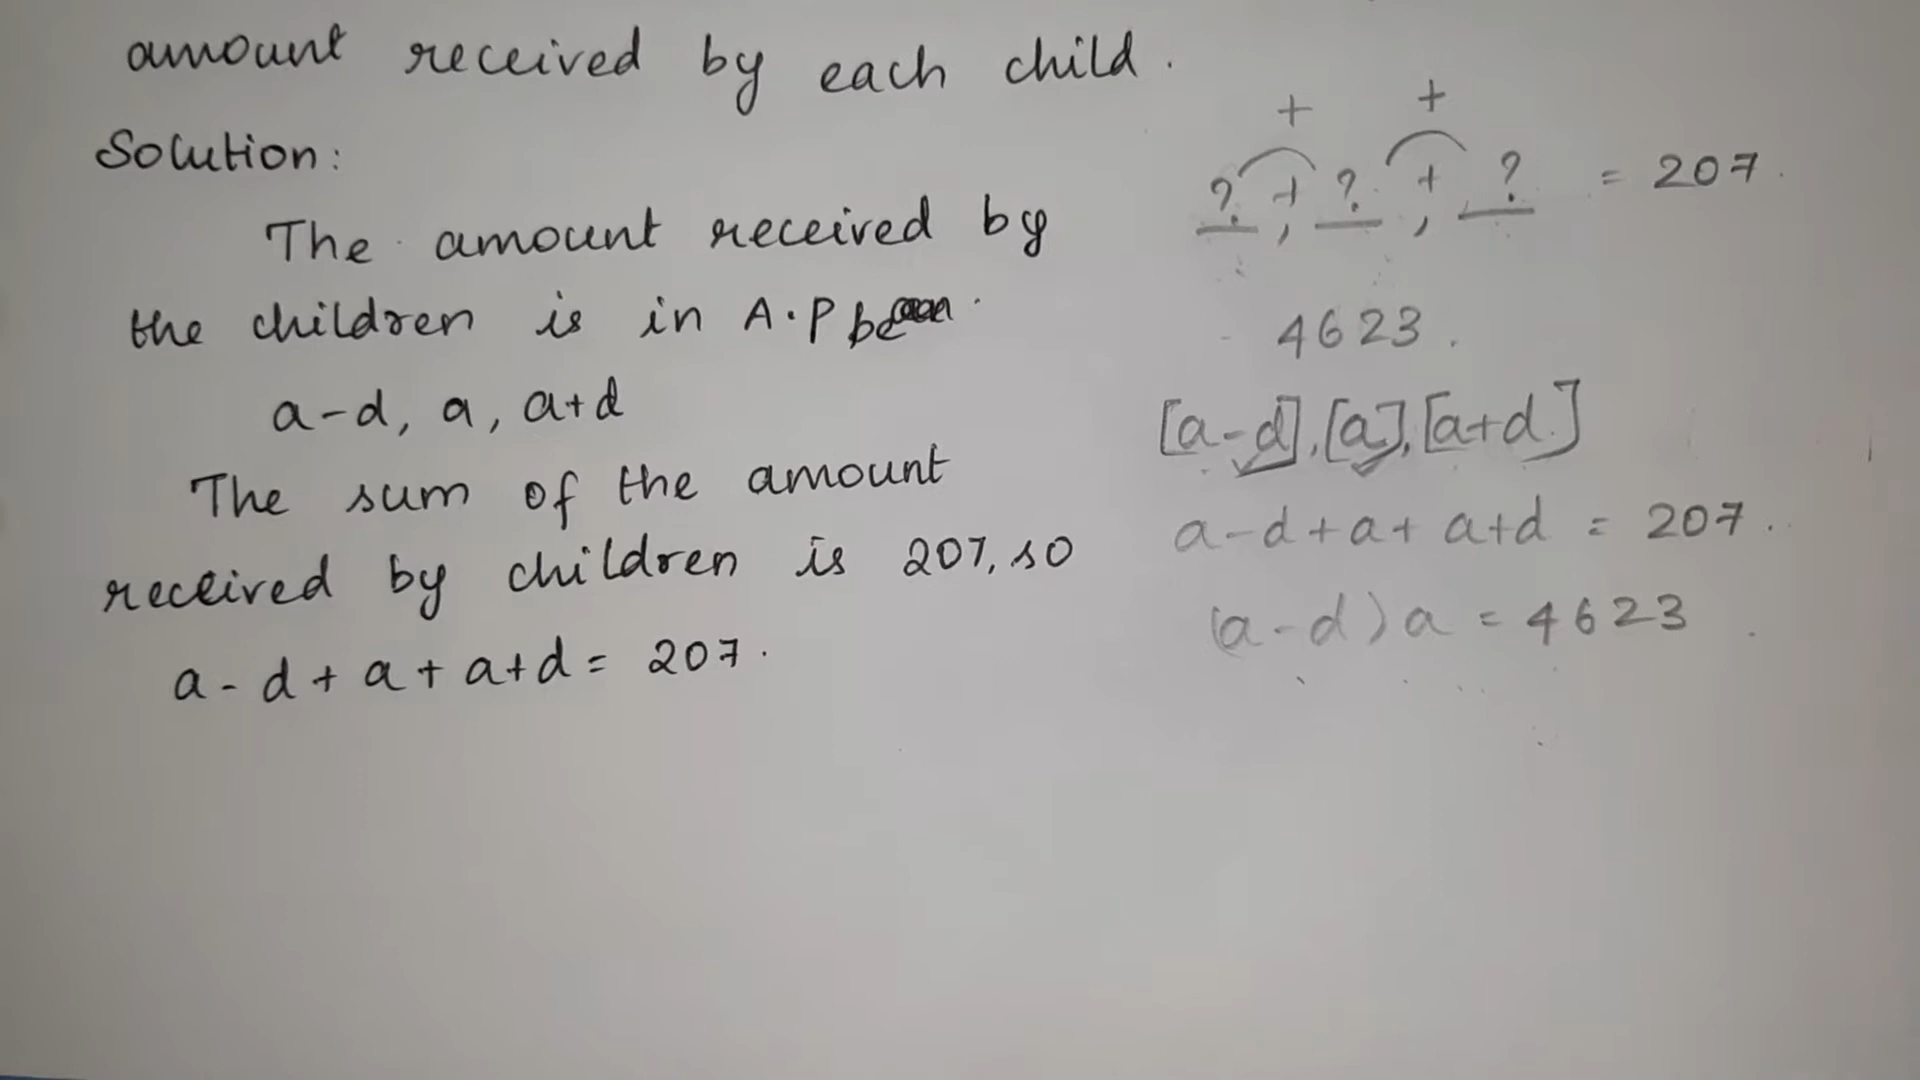 amount received by each child.
Solution:
The amount received by
the children is in A.P be
a-d, a, a+d
The sum of the amount
received by children is 207, so
a-d+a+a+d= 207.
+ +
? + ? + ? = 207.
, ,
4623.
[a-d],[a],[a+d]
a-d+a+a+d = 207.
(a-d)a = 4623